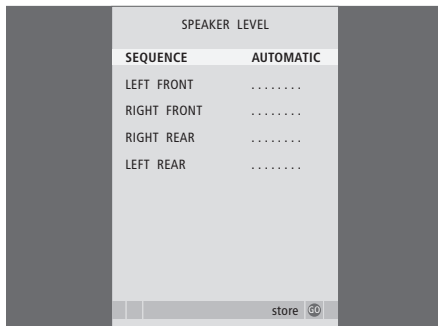 SPEAKER LEVEL
SEQUENCE AUTOMATIC
LEFT FRONT ........
RIGHT FRONT ........
RIGHT REAR ........
LEFT REAR ........
store GO